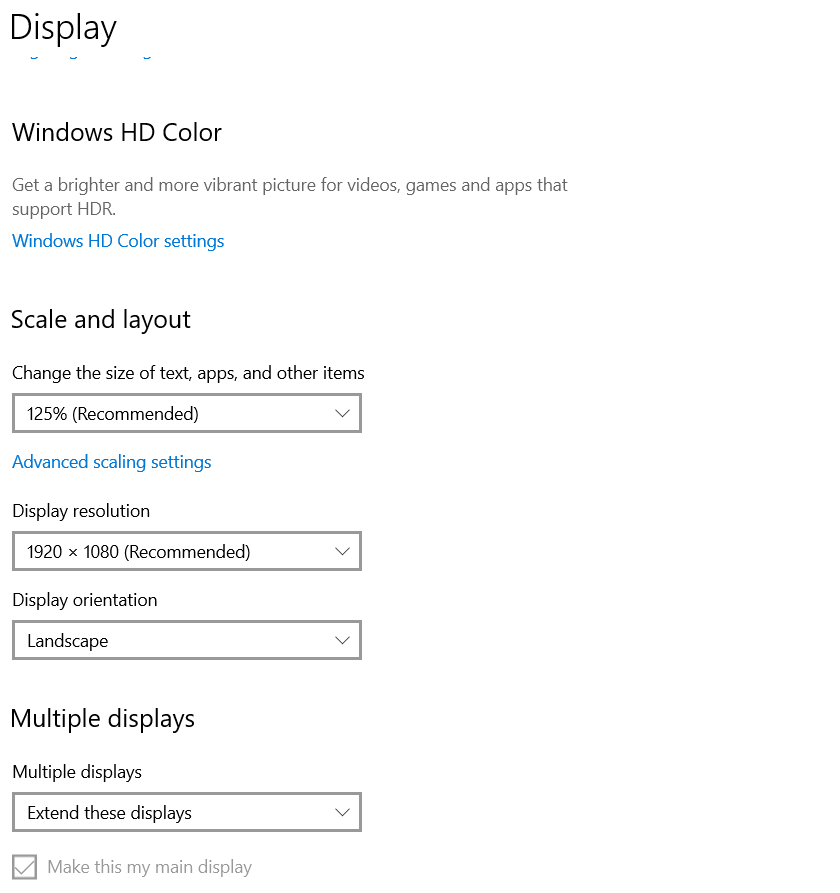 Display
Windows HD Color
Get a brighter and more vibrant picture for videos, games and apps that
support HDR.
Windows HD Color settings
Scale and layout
Change the size of text, apps, and other items
125% (Recommended)
Advanced scaling settings
Display resolution
1920 × 1080 (Recommended)
Display orientation
Landscape
Multiple displays
Multiple displays
Extend these displays
Make this my main display